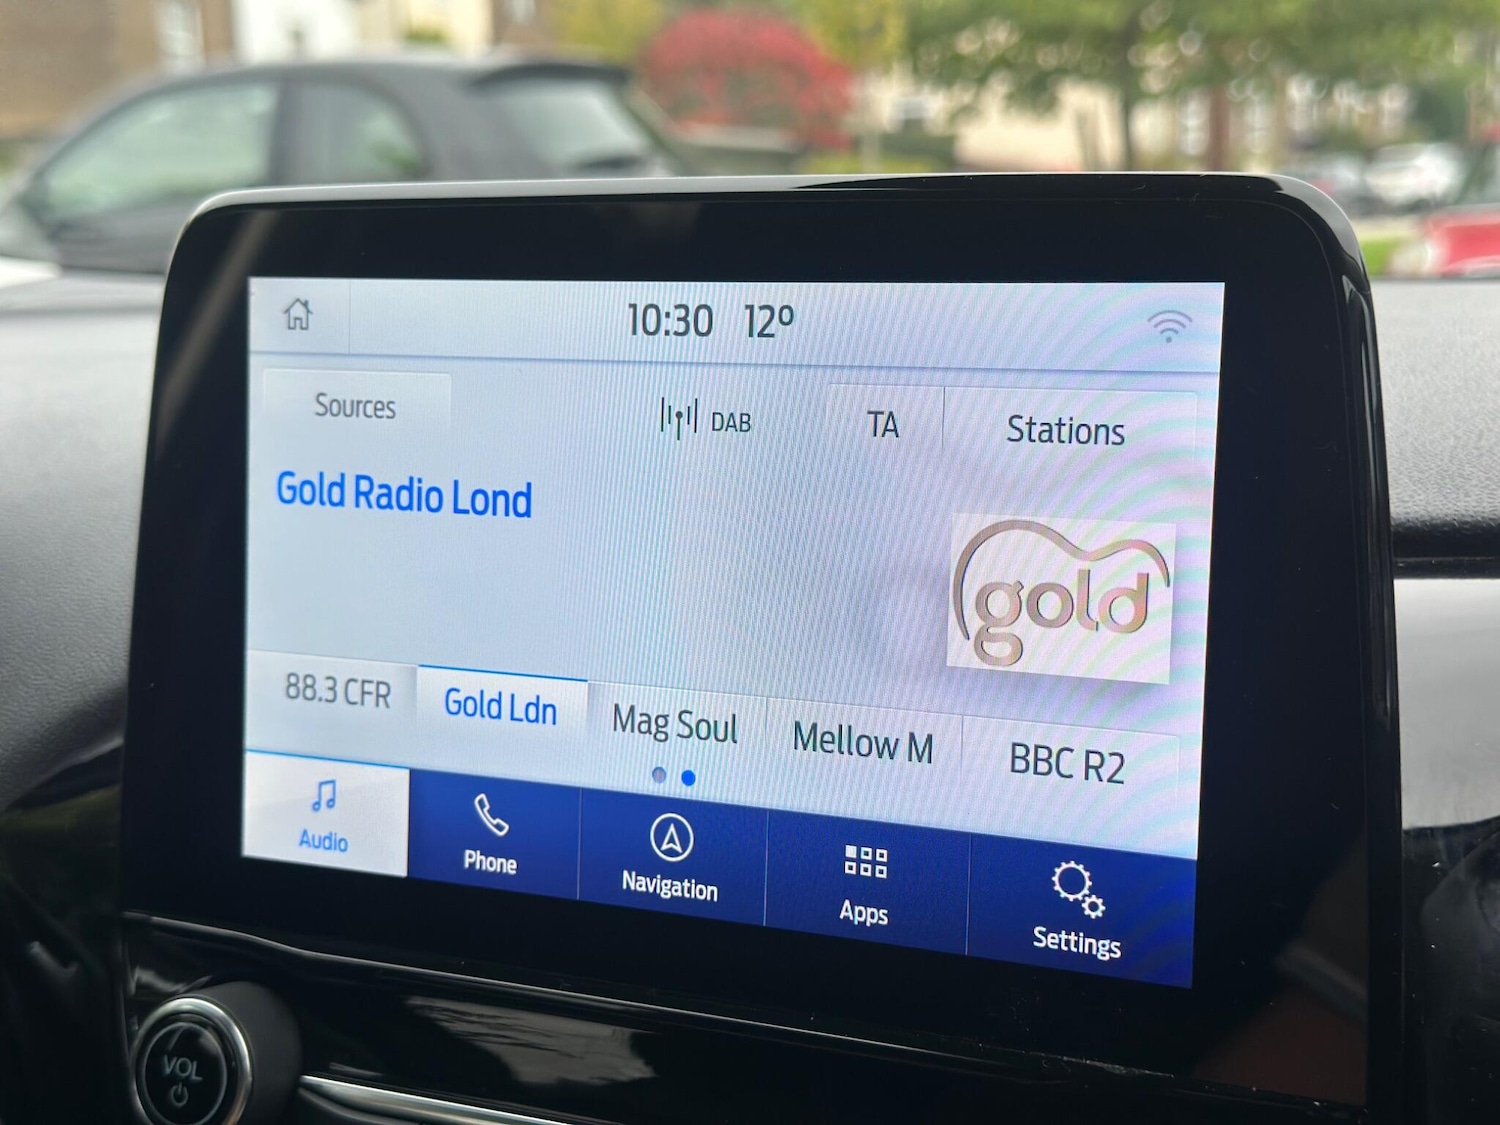 10:30 12º
Sources
DAB
TA
Stations
Gold Radio Lond
gold
88.3 CFR
Gold Ldn
Mag Soul
Mellow M
BBC R2
Audio
Phone
Navigation
Apps
Settings
VOL